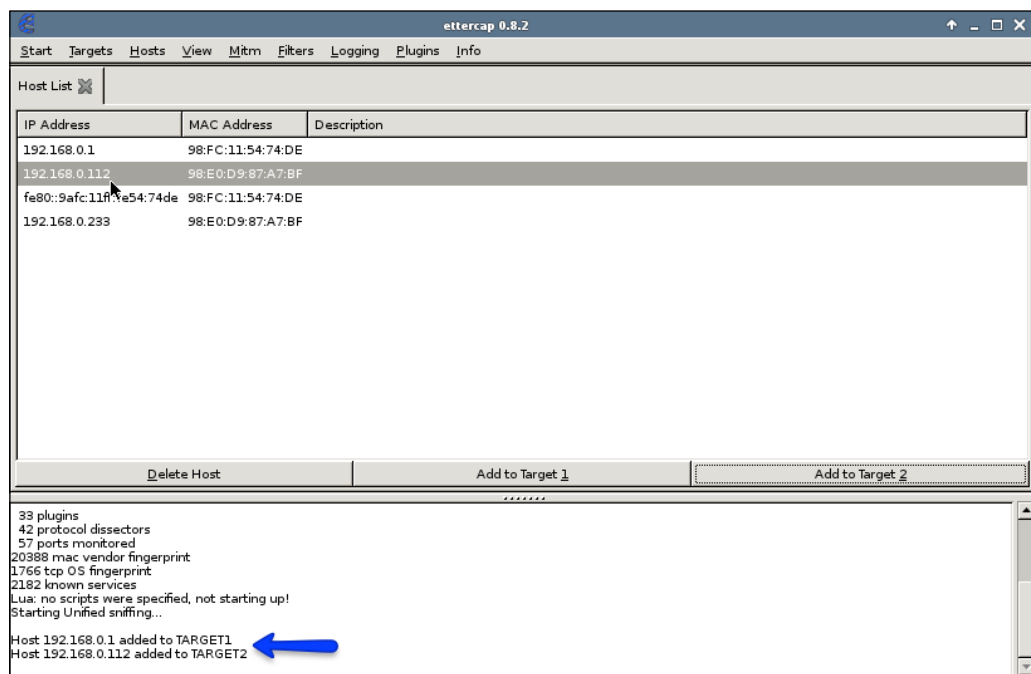 ettercap 0.8.2
Start Targets Hosts View Mitm Filters Logging Plugins Info
Host List
IP Address MAC Address Description
192.168.0.1 98:FC:11:54:74:DE
192.168.0.112 98:E0:D9:87:A7:BF
fe80::9afc:11ff:fe54:74de 98:FC:11:54:74:DE
192.168.0.233 98:E0:D9:87:A7:BF
Delete Host Add to Target 1 Add to Target 2
33 plugins
42 protocol dissectors
57 ports monitored
20388 mac vendor fingerprint
1766 tcp OS fingerprint
2182 known services
Lua: no scripts were specified, not starting up!
Starting Unified sniffing...
Host 192.168.0.1 added to TARGET1
Host 192.168.0.112 added to TARGET2